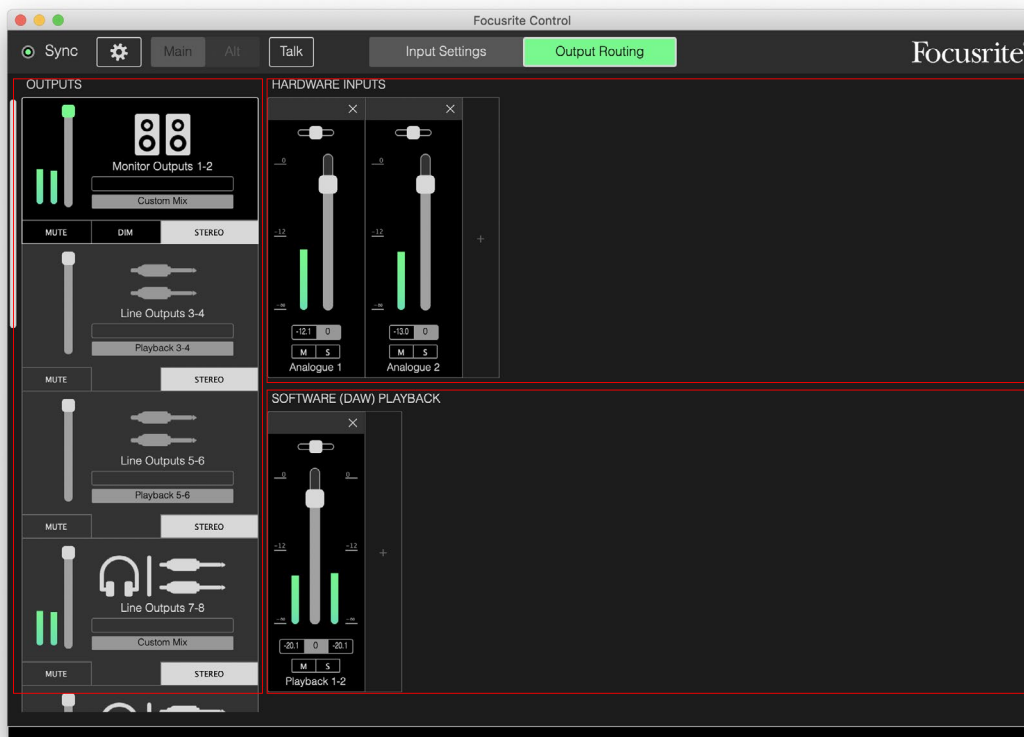 Focusrite Control
Sync Main Alt Talk Input Settings Output Routing Focusrite
OUTPUTS
Monitor Outputs 1-2
Custom Mix
MUTE DIM STEREO
Line Outputs 3-4
Playback 3-4
MUTE STEREO
Line Outputs 5-6
Playback 5-6
MUTE STEREO
Line Outputs 7-8
Custom Mix
MUTE STEREO
HARDWARE INPUTS
0 0
-12 -12
-∞ -∞
-12.1 0 -13.0 0
M S M S
Analogue 1 Analogue 2
+
SOFTWARE (DAW) PLAYBACK
0 0
-12 -12
-∞ -∞
-20.1 0 -20.1
M S
Playback 1-2
+